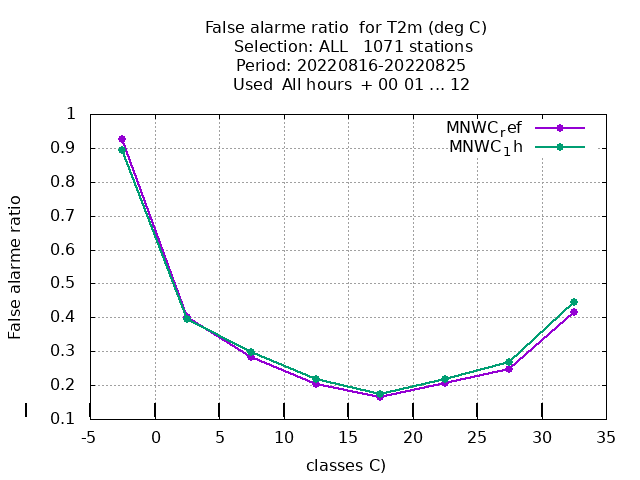 False alarme ratio  for T2m (deg C)
Selection: ALL   1071 stations
Period: 20220816-20220825
Used  All hours  + 00 01 ... 12
MNWC_ref
MNWC_1h
False alarme ratio
1
0.9
0.8
0.7
0.6
0.5
0.4
0.3
0.2
0.1
-5 0 5 10 15 20 25 30 35
classes C)